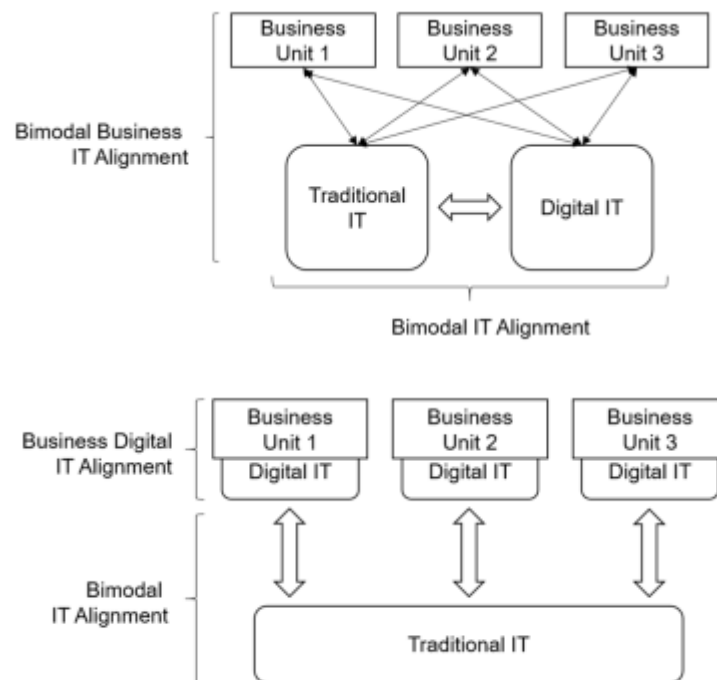 Business
Unit 1
Business
Unit 2
Business
Unit 3
Bimodal Business
IT Alignment
Traditional
IT
Digital IT
Bimodal IT Alignment
Business Digital
IT Alignment
Business
Unit 1
Digital IT
Business
Unit 2
Digital IT
Business
Unit 3
Digital IT
Bimodal
IT Alignment
Traditional IT